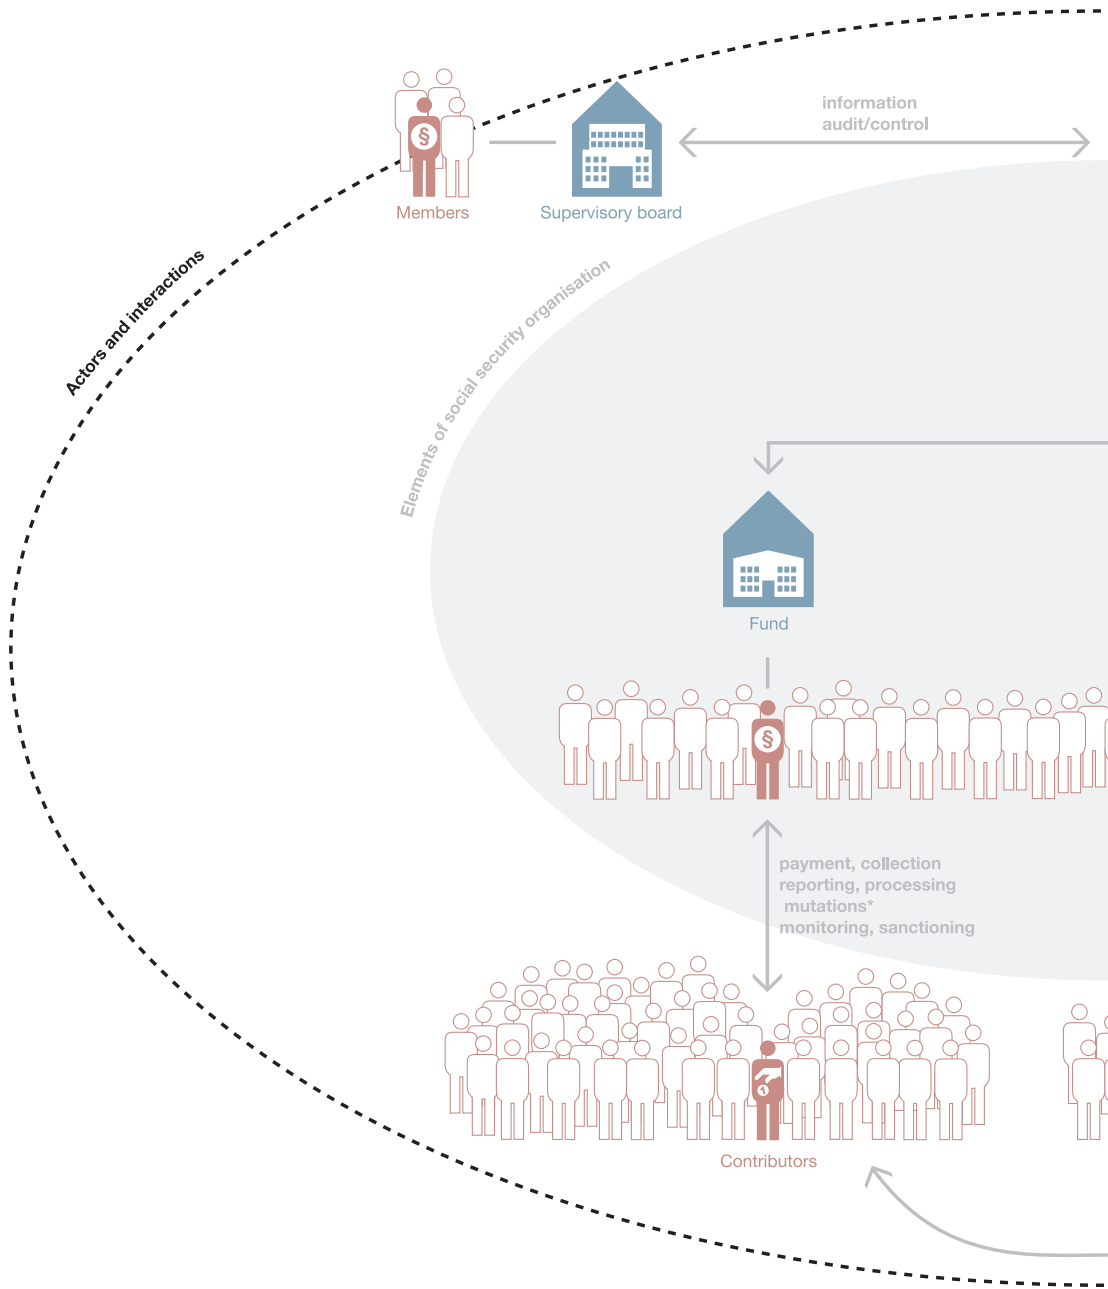 information
audit/control
§
Members
Supervisory board
Actors and interactions
Elements of social security organisation
Fund
§
payment, collection
reporting, processing
mutations*
monitoring, sanctioning
1
Contributors